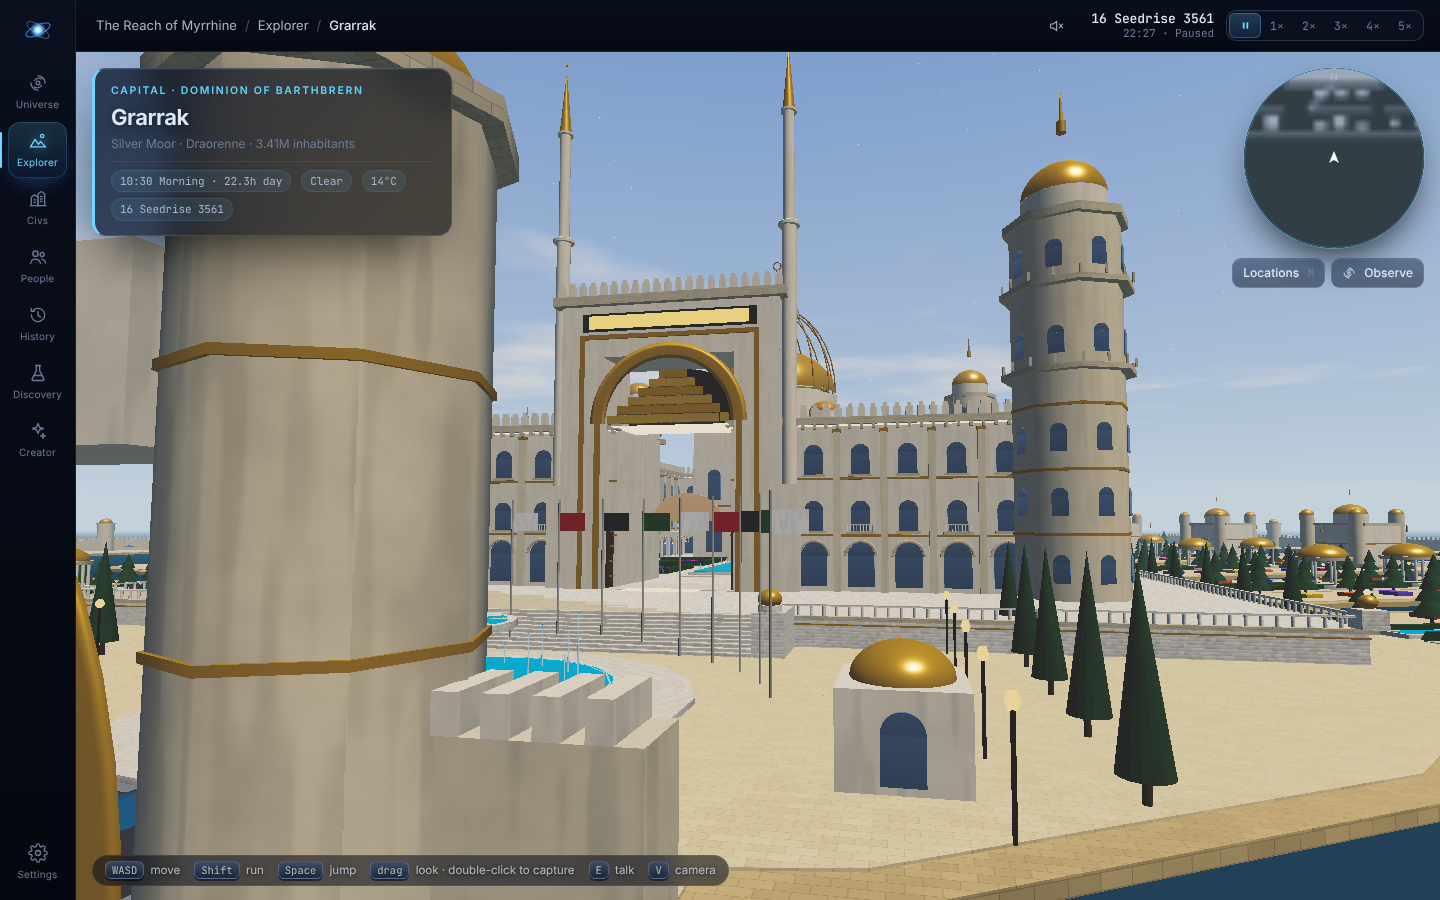 The Reach of Myrrhine / Explorer / Grarrak
16 Seedrise 3561
22:27 · Paused
1× 2× 3× 4× 5×
Universe
Explorer
Civs
People
History
Discovery
Creator
Settings
CAPITAL · DOMINION OF BARTHBRERN
Grarrak
Silver Moor · Draorenne · 3.41M inhabitants
10:30 Morning · 22.3h day
Clear
14°C
16 Seedrise 3561
N
Locations M
Observe
WASD move Shift run Space jump drag look · double-click to capture E talk V camera